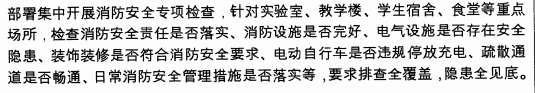 部署集中开展消防安全专项检查，针对实验室、教学楼、学生宿舍、食堂等重点
场所，检查消防安全责任是否落实、消防设施是否完好、电气设施是否存在安全
隐患、装饰装修是否符合消防安全要求、电动自行车是否违规停放充电、疏散通
道是否畅通、日常消防安全管理措施是否落实等，要求排查全覆盖，隐患全见底。